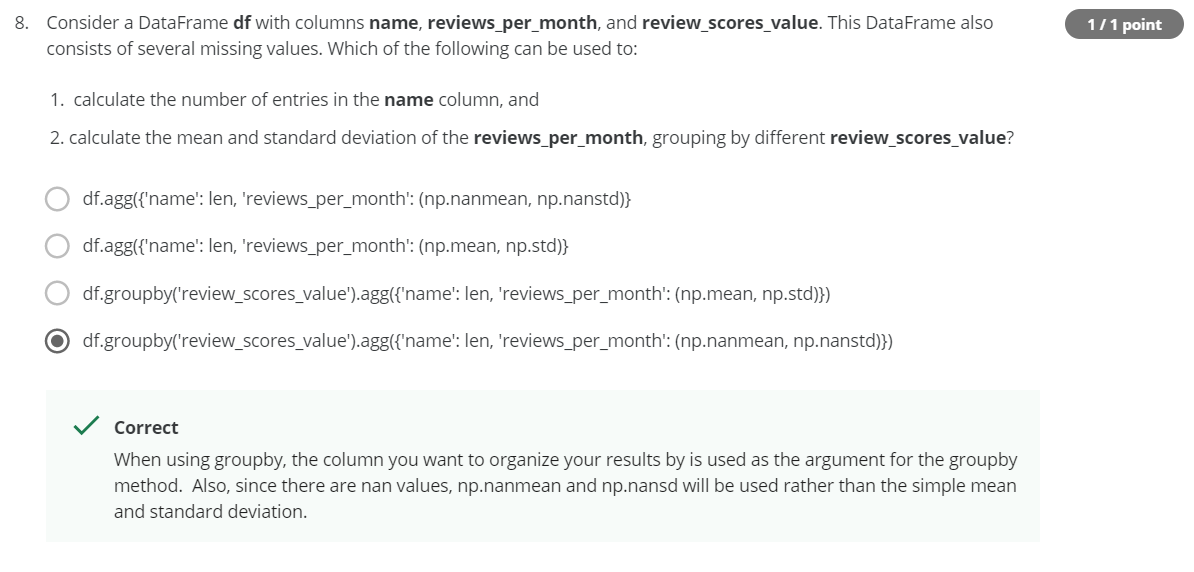 8. Consider a DataFrame df with columns name, reviews_per_month, and review_scores_value. This DataFrame also
1 / 1 point
consists of several missing values. Which of the following can be used to:
1. calculate the number of entries in the name column, and
2. calculate the mean and standard deviation of the reviews_per_month, grouping by different review_scores_value?
df.agg({'name': len, 'reviews_per_month': (np.nanmean, np.nanstd)}
df.agg({'name': len, 'reviews_per_month': (np.mean, np.std)}
df.groupby('review_scores_value').agg({'name': len, 'reviews_per_month': (np.mean, np.std)})
df.groupby('review_scores_value').agg({'name': len, 'reviews_per_month': (np.nanmean, np.nanstd)})
Correct
When using groupby, the column you want to organize your results by is used as the argument for the groupby
method. Also, since there are nan values, np.nanmean and np.nansd will be used rather than the simple mean
and standard deviation.